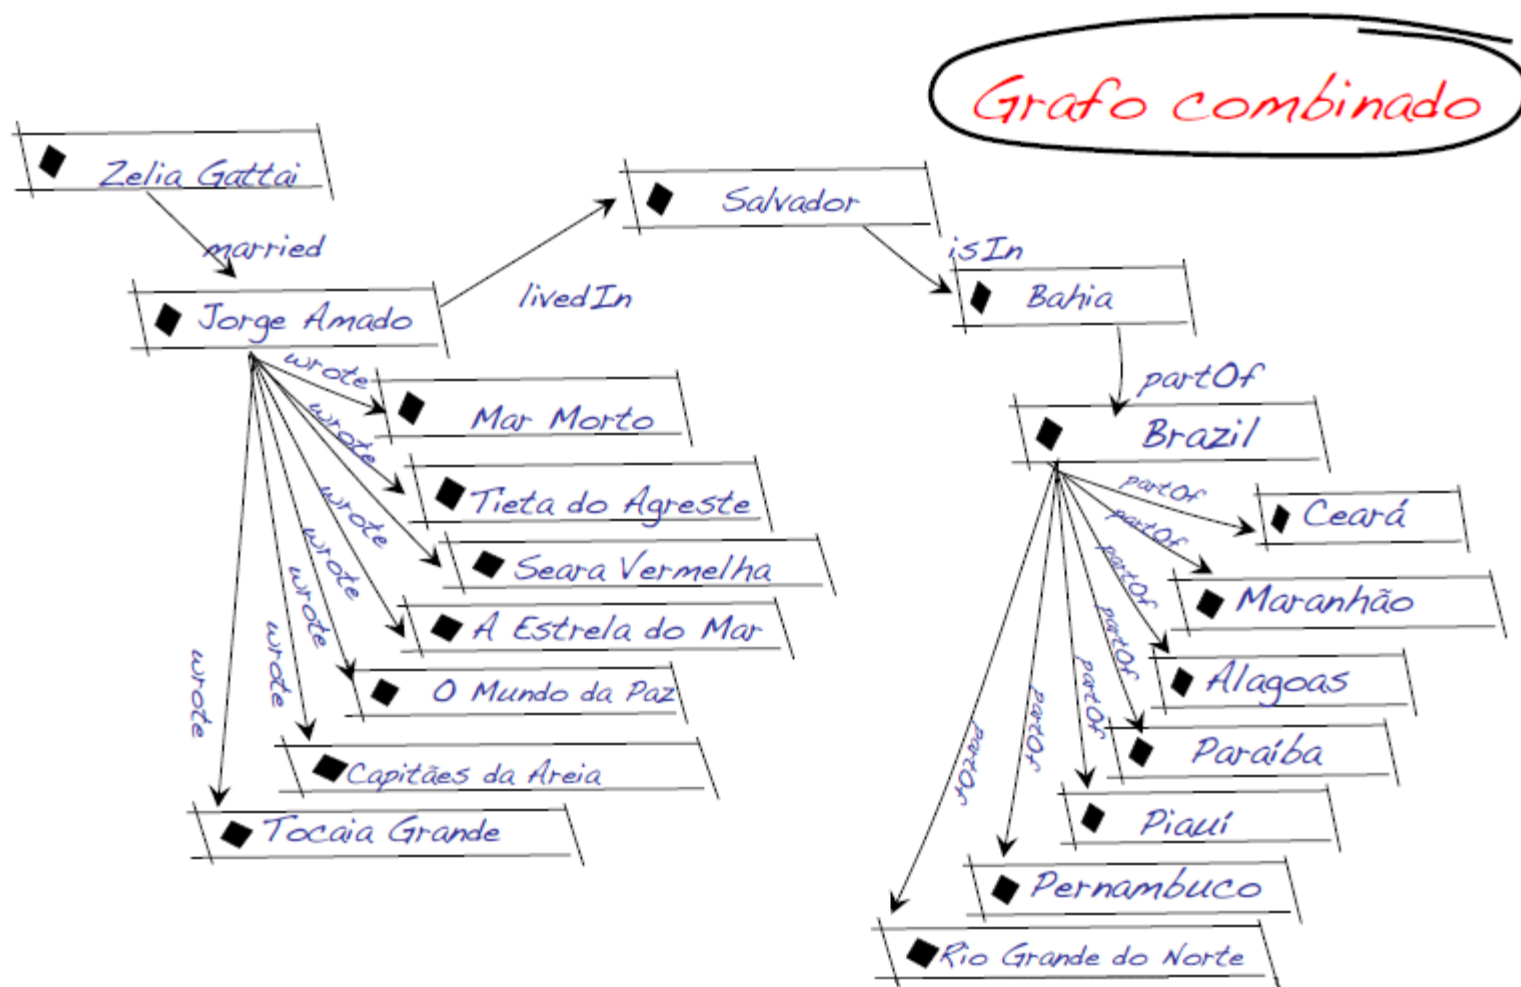 Grafo combinado
Zelia Gattai
married
Jorge Amado
livedIn
Salvador
isIn
Bahia
partOf
Brazil
wrote
Mar Morto
wrote
Tieta do Agreste
wrote
Seara Vermelha
wrote
A Estrela do Mar
wrote
O Mundo da Paz
wrote
Capitães da Areia
wrote
Tocaia Grande
partOf
Ceará
partOf
Maranhão
partOf
Alagoas
partOf
Paraíba
partOf
Piauí
partOf
Pernambuco
partOf
Rio Grande do Norte